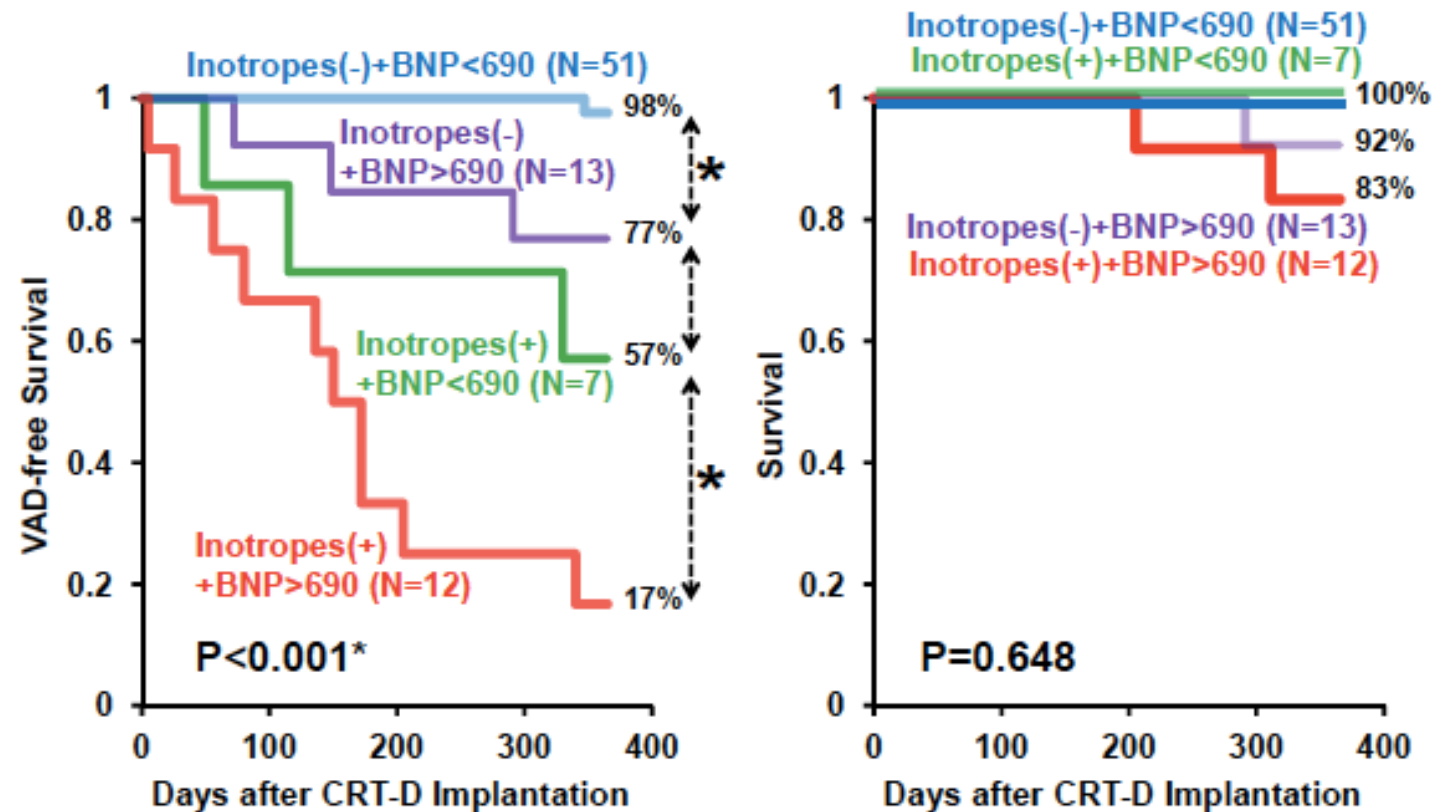 Inotropes(-)+BNP<690 (N=51)
1
0.8
0.6
0.4
0.2
0
VAD-free Survival
98%
Inotropes(-)
+BNP>690 (N=13)
*
77%
Inotropes(+)
+BNP<690 (N=7)
57%
*
Inotropes(+)
+BNP>690 (N=12)
17%
P<0.001*
0 100 200 300 400
Days after CRT-D Implantation
Inotropes(-)+BNP<690 (N=51)
Inotropes(+)+BNP<690 (N=7)
1
0.8
0.6
0.4
0.2
0
Survival
100%
92%
83%
Inotropes(-)+BNP>690 (N=13)
Inotropes(+)+BNP>690 (N=12)
P=0.648
0 100 200 300 400
Days after CRT-D Implantation